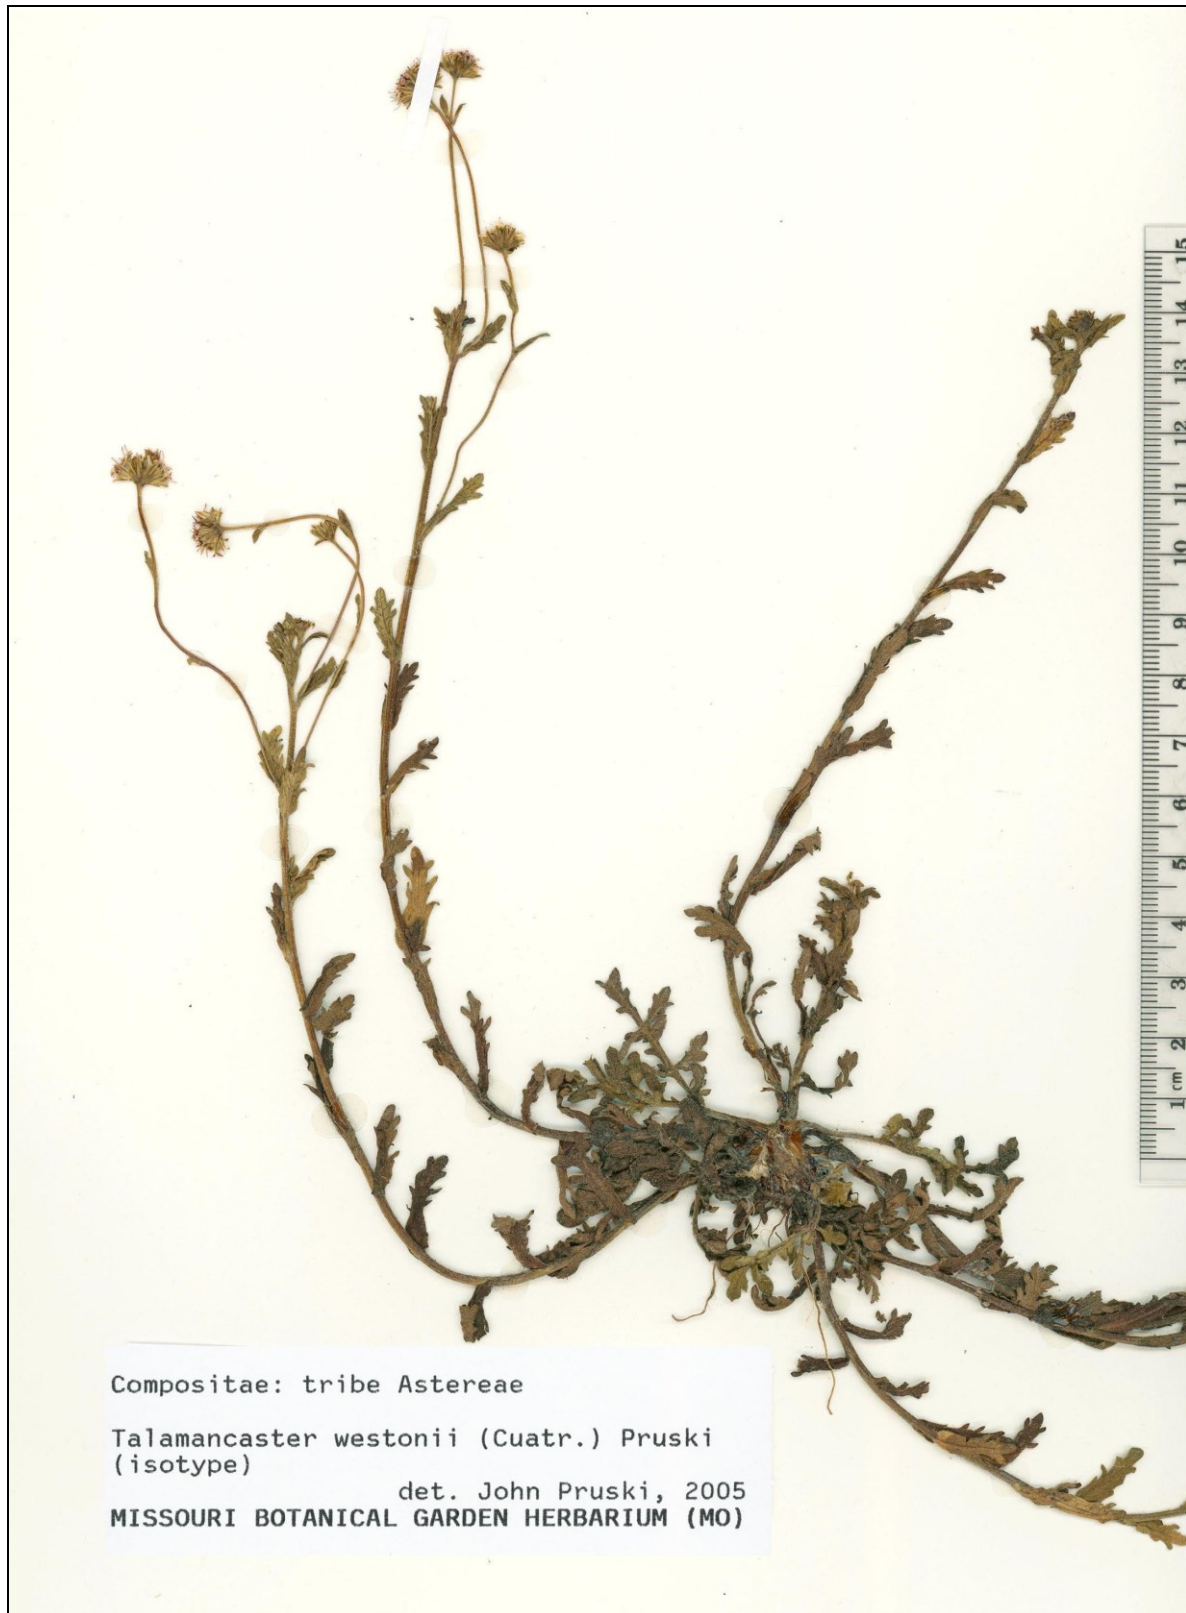 Compositae: tribe Astereae
Talamancaster westonii (Cuatr.) Pruski
(isotype)
det. John Pruski, 2005
MISSOURI BOTANICAL GARDEN HERBARIUM (MO)
15
14
13
12
11
10
9
8
7
6
5
4
3
2
1 cm